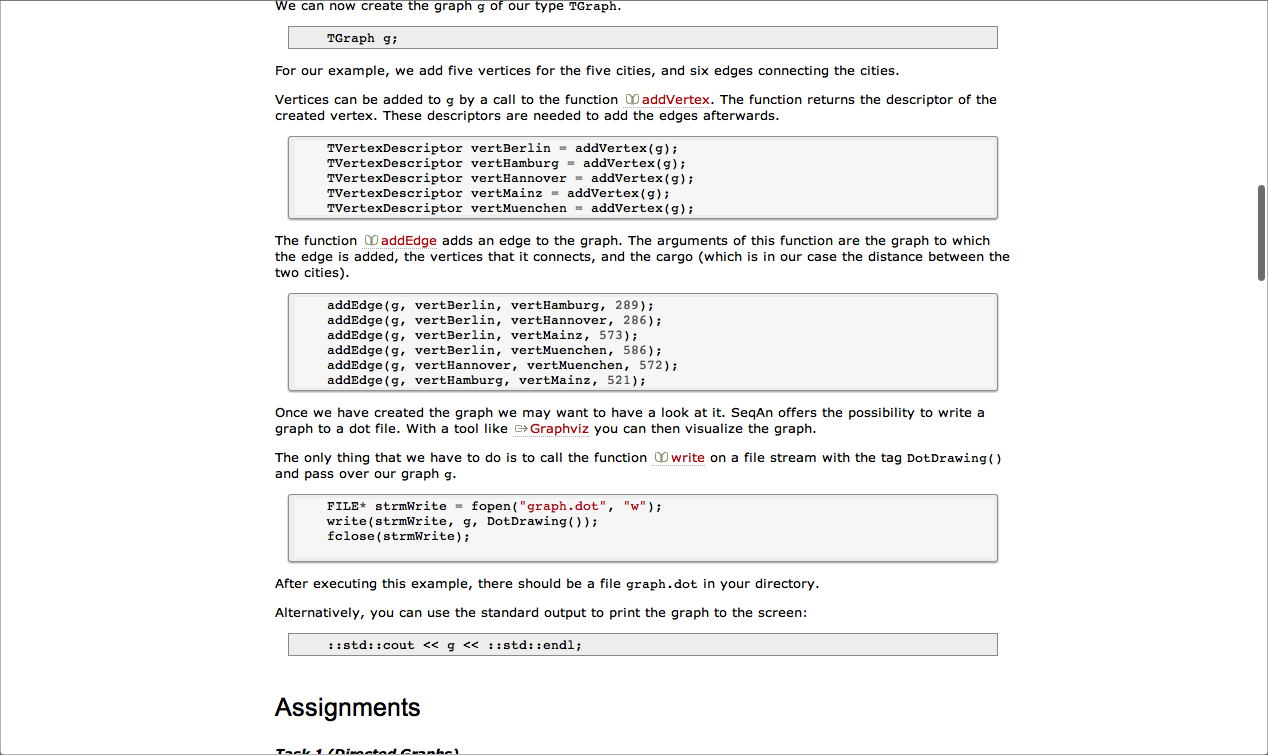 We can now create the graph g of our type TGraph.
TGraph g;
For our example, we add five vertices for the five cities, and six edges connecting the cities.
Vertices can be added to g by a call to the function addVertex. The function returns the descriptor of the
created vertex. These descriptors are needed to add the edges afterwards.
TVertexDescriptor vertBerlin = addVertex(g);
TVertexDescriptor vertHamburg = addVertex(g);
TVertexDescriptor vertHannover = addVertex(g);
TVertexDescriptor vertMainz = addVertex(g);
TVertexDescriptor vertMuenchen = addVertex(g);
The function addEdge adds an edge to the graph. The arguments of this function are the graph to which
the edge is added, the vertices that it connects, and the cargo (which is in our case the distance between the
two cities).
addEdge(g, vertBerlin, vertHamburg, 289);
addEdge(g, vertBerlin, vertHannover, 286);
addEdge(g, vertBerlin, vertMainz, 573);
addEdge(g, vertBerlin, vertMuenchen, 586);
addEdge(g, vertHannover, vertMuenchen, 572);
addEdge(g, vertHamburg, vertMainz, 521);
Once we have created the graph we may want to have a look at it. SeqAn offers the possibility to write a
graph to a dot file. With a tool like Graphviz you can then visualize the graph.
The only thing that we have to do is to call the function write on a file stream with the tag DotDrawing()
and pass over our graph g.
FILE* strmWrite = fopen("graph.dot", "w");
write(strmWrite, g, DotDrawing());
fclose(strmWrite);
After executing this example, there should be a file graph.dot in your directory.
Alternatively, you can use the standard output to print the graph to the screen:
::std::cout << g << ::std::endl;
Assignments
Task 1 (Directed Graphs)